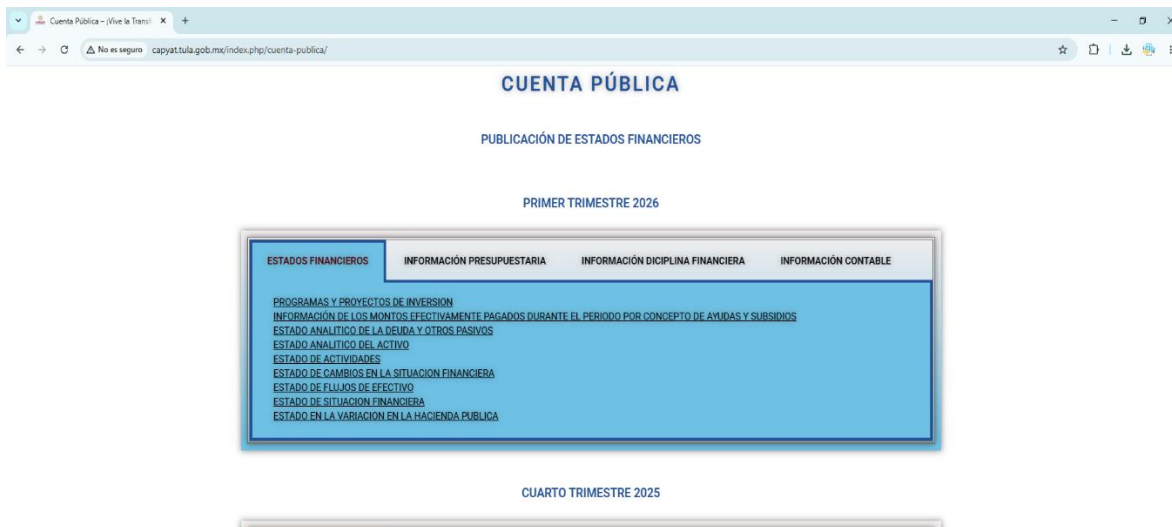 Cuenta Pública – ¡Vive la Transf
No es seguro capyat.tula.gob.mx/index.php/cuenta-publica/
CUENTA PÚBLICA
PUBLICACIÓN DE ESTADOS FINANCIEROS
PRIMER TRIMESTRE 2026
ESTADOS FINANCIEROS INFORMACIÓN PRESUPUESTARIA INFORMACIÓN DICIPLINA FINANCIERA INFORMACIÓN CONTABLE
PROGRAMAS Y PROYECTOS DE INVERSION
INFORMACIÓN DE LOS MONTOS EFECTIVAMENTE PAGADOS DURANTE EL PERIODO POR CONCEPTO DE AYUDAS Y SUBSIDIOS
ESTADO ANALITICO DE LA DEUDA Y OTROS PASIVOS
ESTADO ANALITICO DEL ACTIVO
ESTADO DE ACTIVIDADES
ESTADO DE CAMBIOS EN LA SITUACION FINANCIERA
ESTADO DE FLUJOS DE EFECTIVO
ESTADO DE SITUACION FINANCIERA
ESTADO EN LA VARIACION EN LA HACIENDA PUBLICA
CUARTO TRIMESTRE 2025